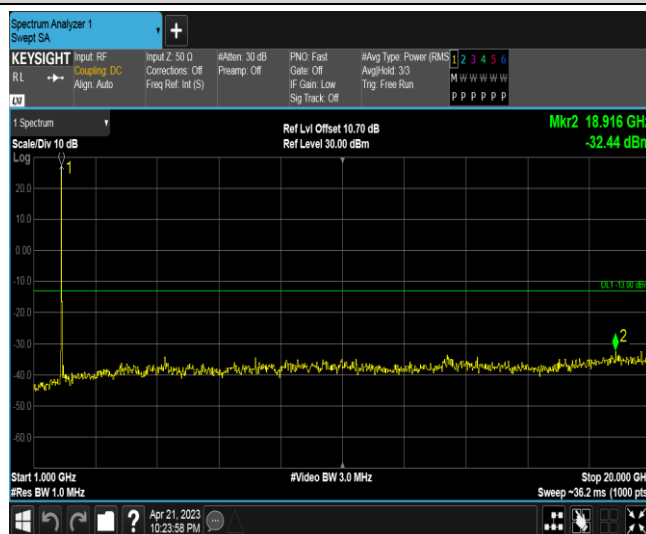 Spectrum Analyzer 1
Swept SA
+
KEYSIGHT Input: RF Input Z: 50 Ω #Atten: 30 dB PNO: Fast #Avg Type: Power (RMS 1 2 3 4 5 6
RL Coupling: DC Corrections: Off Preamp: Off Gate: Off Avg|Hold: 3/3 M W W W W W
Align: Auto Freq Ref: Int (S) IF Gain: Low Trig: Free Run
Sig Track: Off P P P P P P
LXI
1 Spectrum Ref Lvl Offset 10.70 dB Mkr2 18.916 GHz
Scale/Div 10 dB Ref Level 30.00 dBm -32.44 dBm
Log
1
20.0
10.0
0.00
-10.0
DL1 -13.00 dBm
-20.0
-30.0
2
-40.0
-50.0
-60.0
Start 1.000 GHz #Video BW 3.0 MHz Stop 20.000 GHz
#Res BW 1.0 MHz Sweep ~36.2 ms (1000 pts)
? Apr 21, 2023
10:23:58 PM